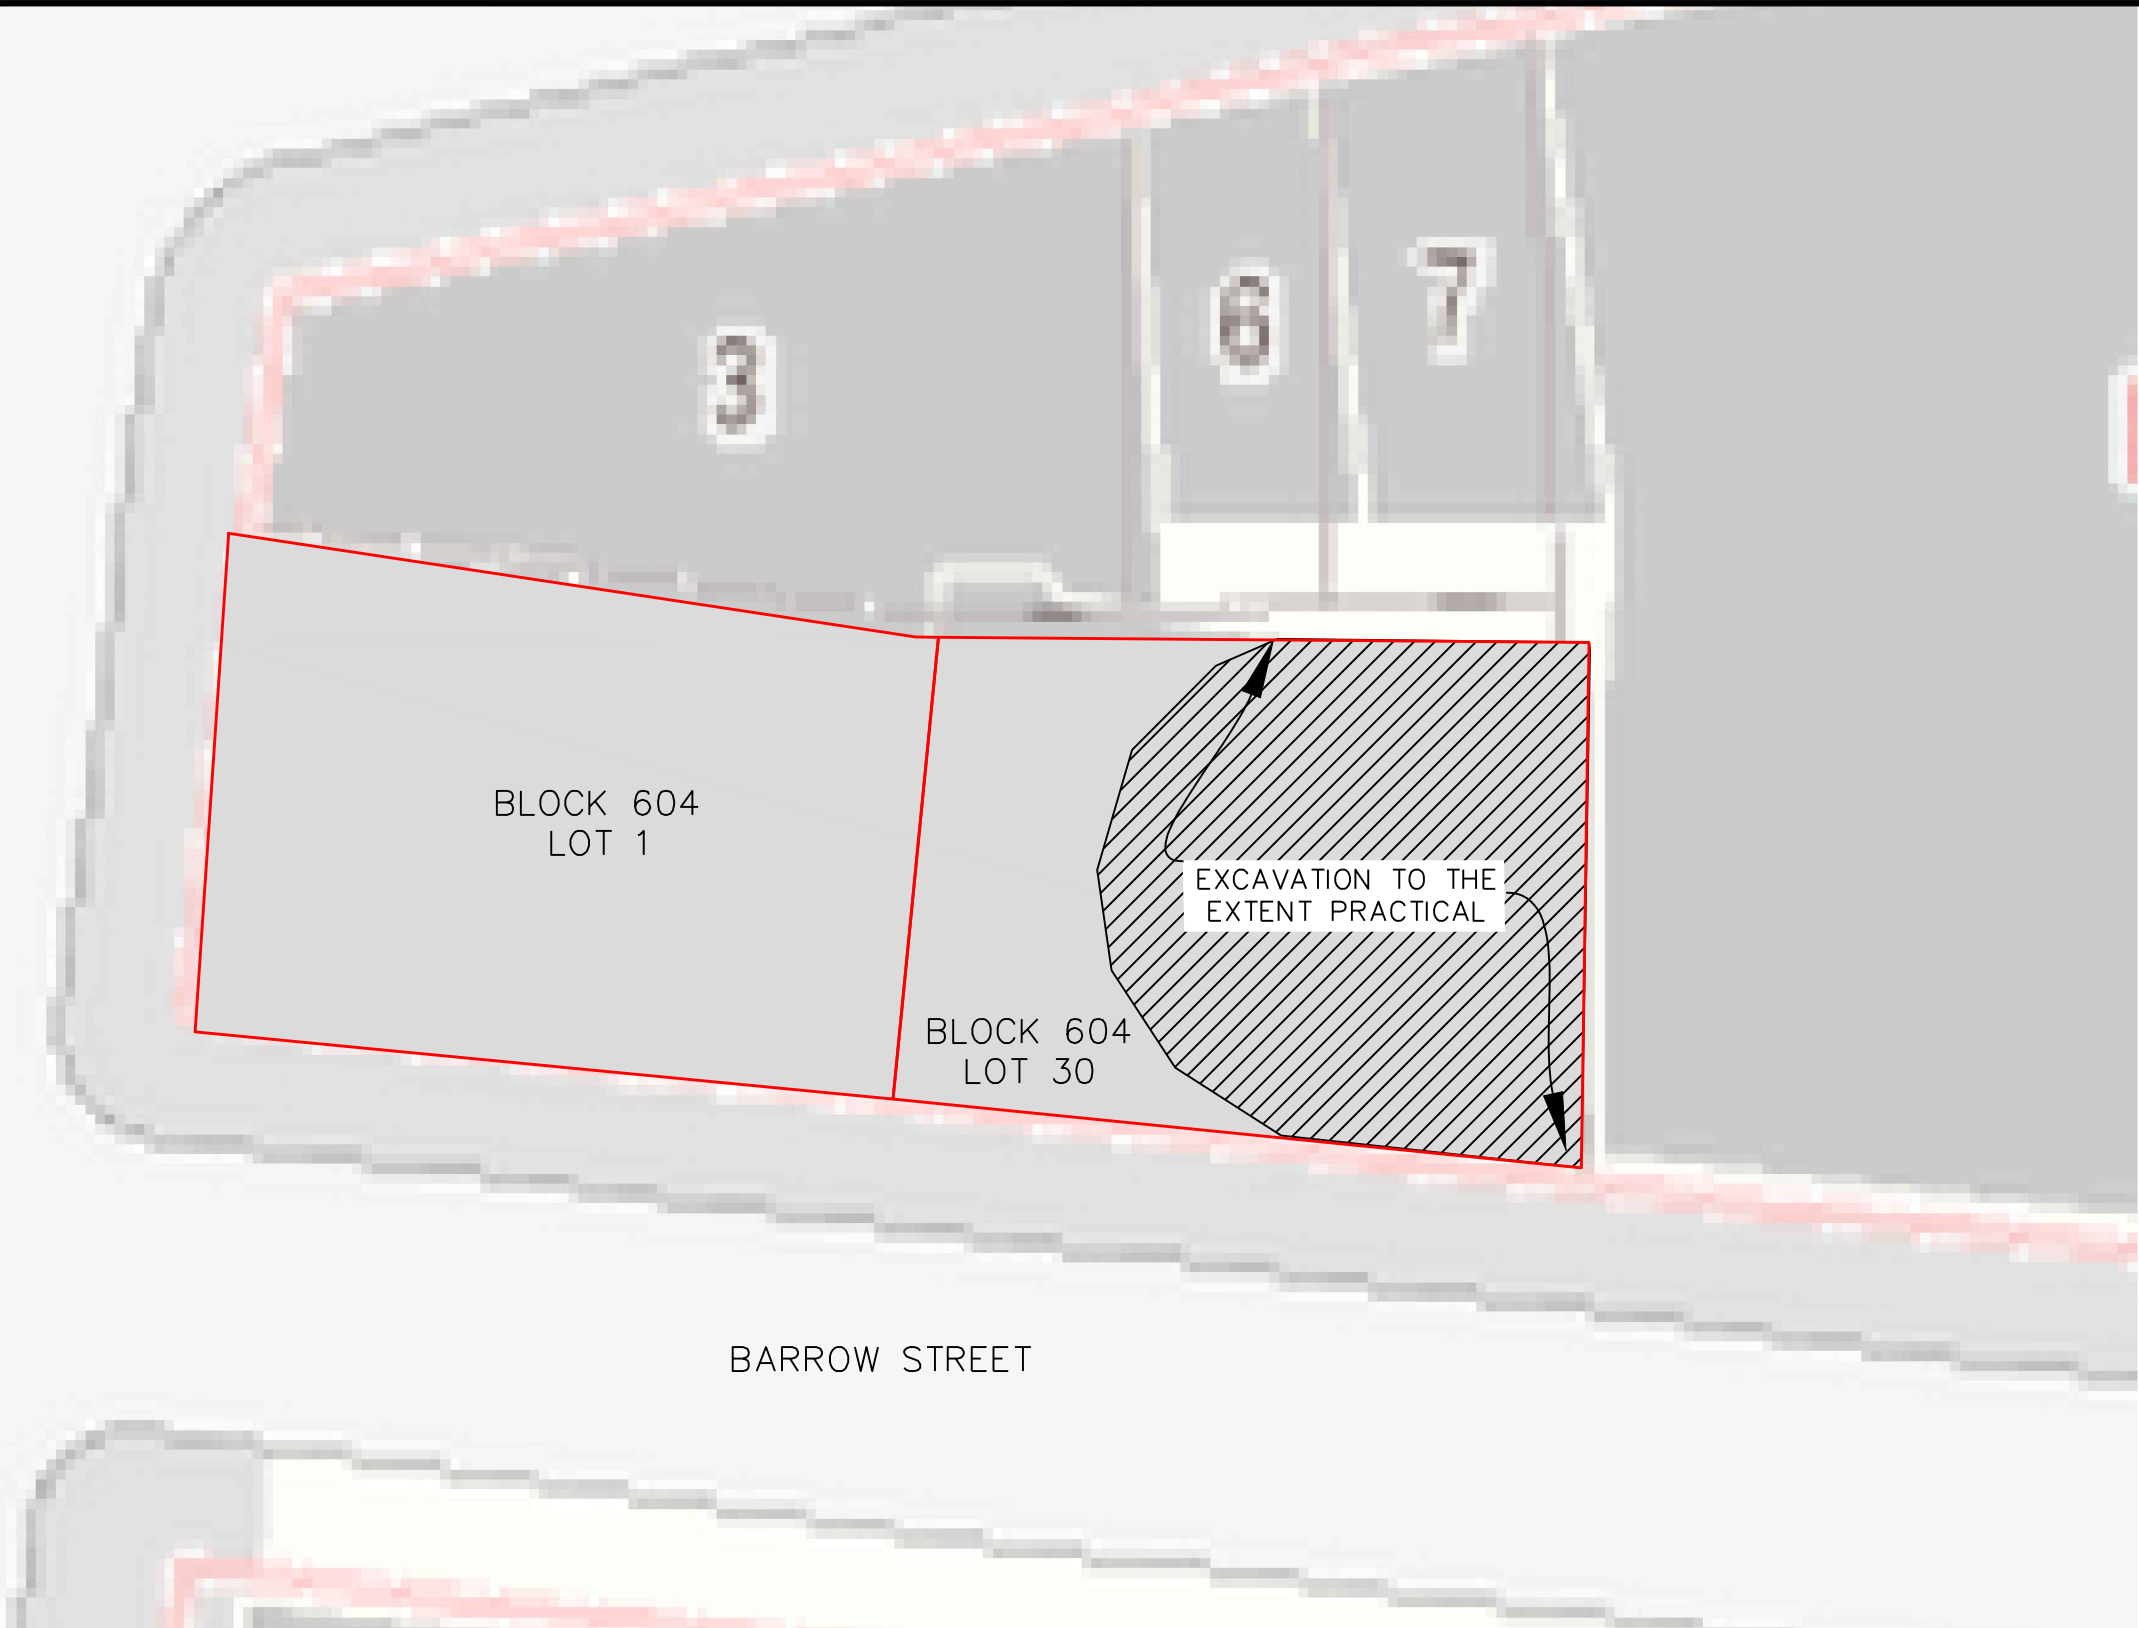 3
6
7
BLOCK 604
LOT 1
EXCAVATION TO THE
EXTENT PRACTICAL
BLOCK 604
LOT 30
BARROW STREET